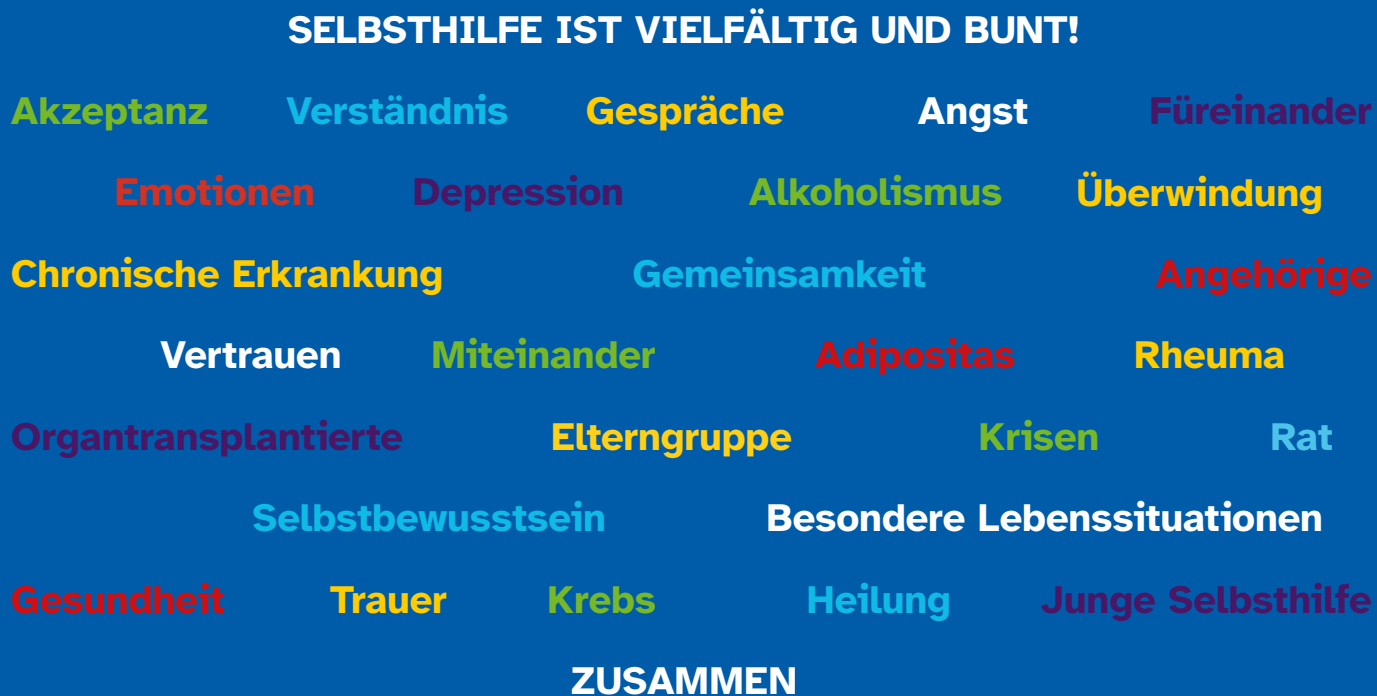 SELBSTHILFE IST VIELFÄLTIG UND BUNT!
Akzeptanz Verständnis Gespräche Angst Füreinander
Emotionen Depression Alkoholismus Überwindung
Chronische Erkrankung Gemeinsamkeit Angehörige
Vertrauen Miteinander Adipositas Rheuma
Organtransplantierte Elterngruppe Krisen Rat
Selbstbewusstsein Besondere Lebenssituationen
Gesundheit Trauer Krebs Heilung Junge Selbsthilfe
ZUSAMMEN